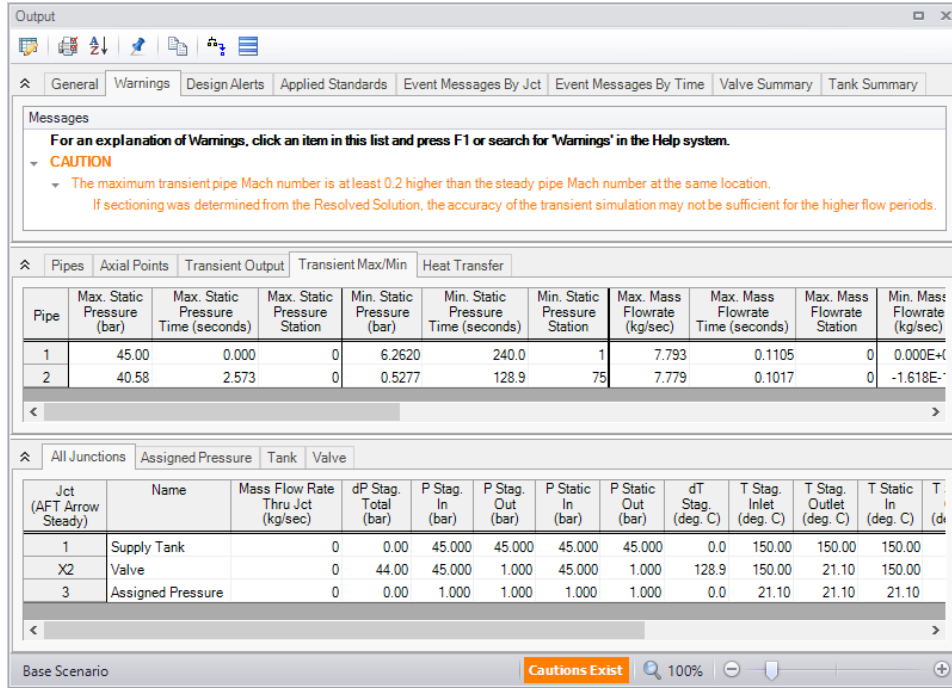 Output
General Warnings Design Alerts Applied Standards Event Messages By Jct Event Messages By Time Valve Summary Tank Summary
Messages
For an explanation of Warnings, click an item in this list and press F1 or search for 'Warnings' in the Help system.
CAUTION
The maximum transient pipe Mach number is at least 0.2 higher than the steady pipe Mach number at the same location.
If sectioning was determined from the Resolved Solution, the accuracy of the transient simulation may not be sufficient for the higher flow periods.
Pipes Axial Points Transient Output Transient Max/Min Heat Transfer
Pipe Max. Static Pressure (bar) Max. Static Pressure Time (seconds) Max. Static Pressure Station Min. Static Pressure (bar) Min. Static Pressure Time (seconds) Min. Static Pressure Station Max. Mass Flowrate (kg/sec) Max. Mass Flowrate Time (seconds) Max. Mass Flowrate Station Min. Mass Flowrate (kg/sec)
1 45.00 0.000 0 6.2620 240.0 1 7.793 0.1105 0 0.000E+0
2 40.58 2.573 0 0.5277 128.9 75 7.779 0.1017 0 -1.618E-
All Junctions Assigned Pressure Tank Valve
Jct (AFT Arrow Steady) Name Mass Flow Rate Thru Jct (kg/sec) dP Stag. Total (bar) P Stag. In (bar) P Stag. Out (bar) P Static In (bar) P Static Out (bar) dT Stag. (deg. C) T Stag. Inlet (deg. C) T Stag. Outlet (deg. C) T Static In (deg. C)
1 Supply Tank 0 0.00 45.000 45.000 45.000 45.000 0.0 150.00 150.00 150.00
X2 Valve 0 44.00 45.000 1.000 45.000 1.000 128.9 150.00 21.10 150.00
3 Assigned Pressure 0 0.00 1.000 1.000 1.000 1.000 0.0 21.10 21.10 21.10
Base Scenario Cautions Exist 100%